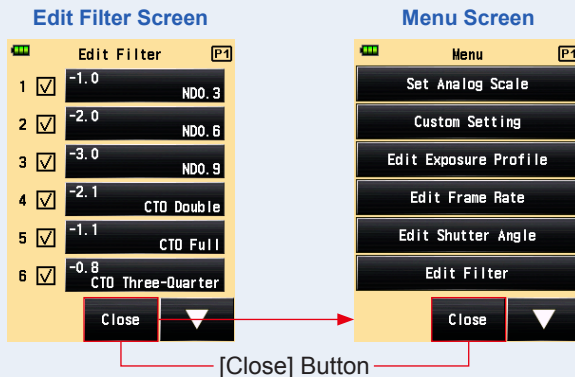 Edit Filter Screen
Edit Filter P1
1 -1.0 ND0.3
2 -2.0 ND0.6
3 -3.0 ND0.9
4 -2.1 CTO Double
5 -1.1 CTO Full
6 -0.8 CTO Three-Quarter
Close
Menu Screen
Menu P1
Set Analog Scale
Custom Setting
Edit Exposure Profile
Edit Frame Rate
Edit Shutter Angle
Edit Filter
Close
[Close] Button